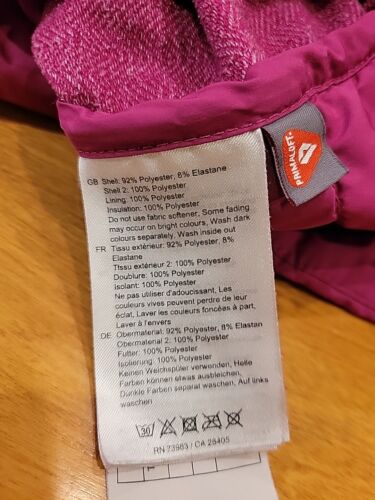 PRIMALOFT
GB Shell: 92% Polyester, 8% Elastane
Shell 2: 100% Polyester
Lining: 100% Polyester
Insulation: 100% Polyester
Do not use fabric softener. Some fading
may occur on bright colours. Wash dark
colours separately. Wash inside out
FR Tissu extérieur: 92% Polyester, 8%
Elastane
Tissu extérieur 2: 100% Polyester
Doublure: 100% Polyester
Isolant: 100% Polyester
Ne pas utiliser d'adoucissant, Les
couleurs vives peuvent perdre de leur
éclat, Laver les couleurs foncées à part,
Laver à l'envers
DE Obermaterial: 92% Polyester, 8% Elastan
Obermaterial 2: 100% Polyester
Futter: 100% Polyester
Isolierung: 100% Polyester
Keinen Weichspüler verwenden, Helle
Farben können etwas ausbleichen,
Dunkle Farben separat waschen, Auf links
waschen
30
RN 73983 / CA 28405